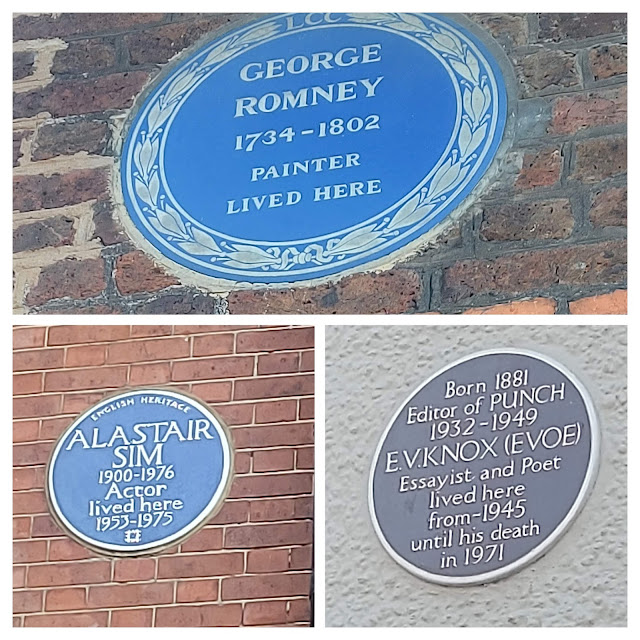 LCC
GEORGE
ROMNEY
1734-1802
PAINTER
LIVED HERE
ENGLISH HERITAGE
ALASTAIR
SIM
1900-1976
Actor
lived here
1953-1975
Born 1881
Editor of PUNCH
1932-1949
E.V.KNOX (EVOE)
Essayist and Poet
lived here
from-1945
until his death
in 1971